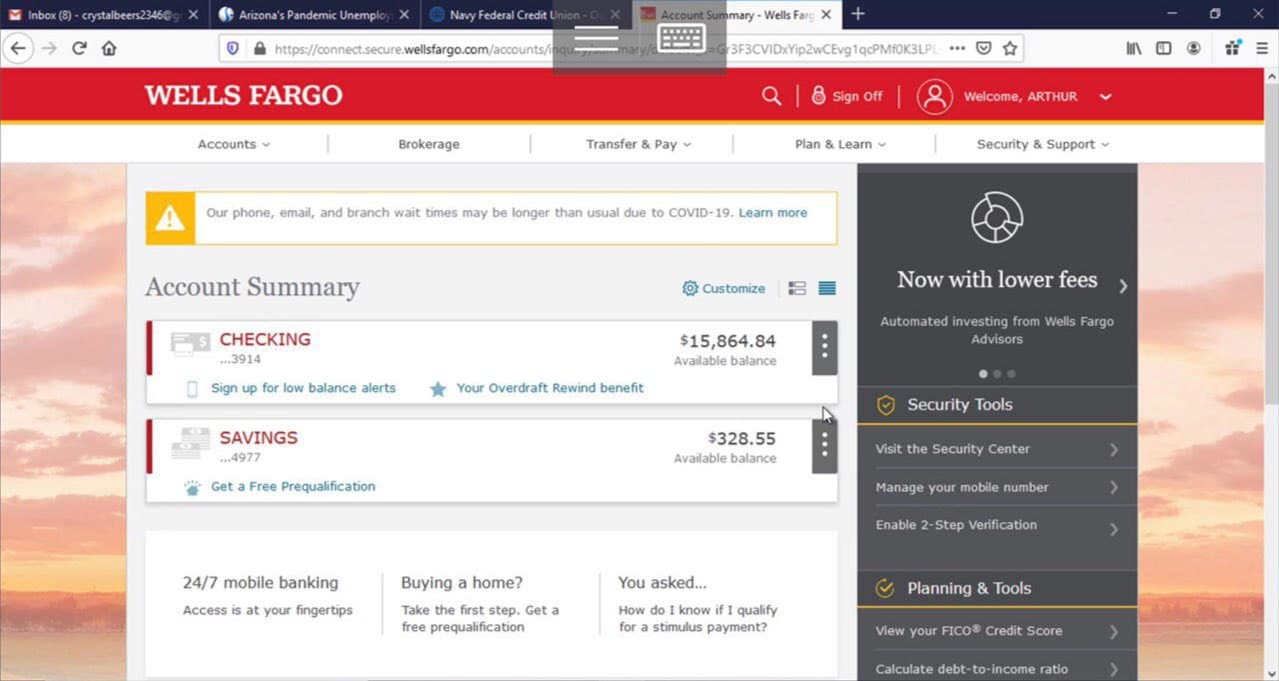 Inbox (8) - crystalbeers2346@g
Arizona's Pandemic Unemploy
Navy Federal Credit Union - O
Account Summary - Wells Farg
https://connect.secure.wellsfargo.com/accounts/
WELLS FARGO
Sign Off
Welcome, ARTHUR
Accounts
Brokerage
Transfer & Pay
Plan & Learn
Security & Support
Our phone, email, and branch wait times may be longer than usual due to COVID-19. Learn more
Account Summary
Customize
CHECKING
$15,864.84
...3914
Available balance
Sign up for low balance alerts
Your Overdraft Rewind benefit
SAVINGS
$328.55
...4977
Available balance
Get a Free Prequalification
24/7 mobile banking
Access is at your fingertips
Buying a home?
Take the first step. Get a
free prequalification
You asked...
How do I know if I qualify
for a stimulus payment?
Now with lower fees
Automated investing from Wells Fargo
Advisors
Security Tools
Visit the Security Center
Manage your mobile number
Enable 2-Step Verification
Planning & Tools
View your FICO® Credit Score
Calculate debt-to-income ratio